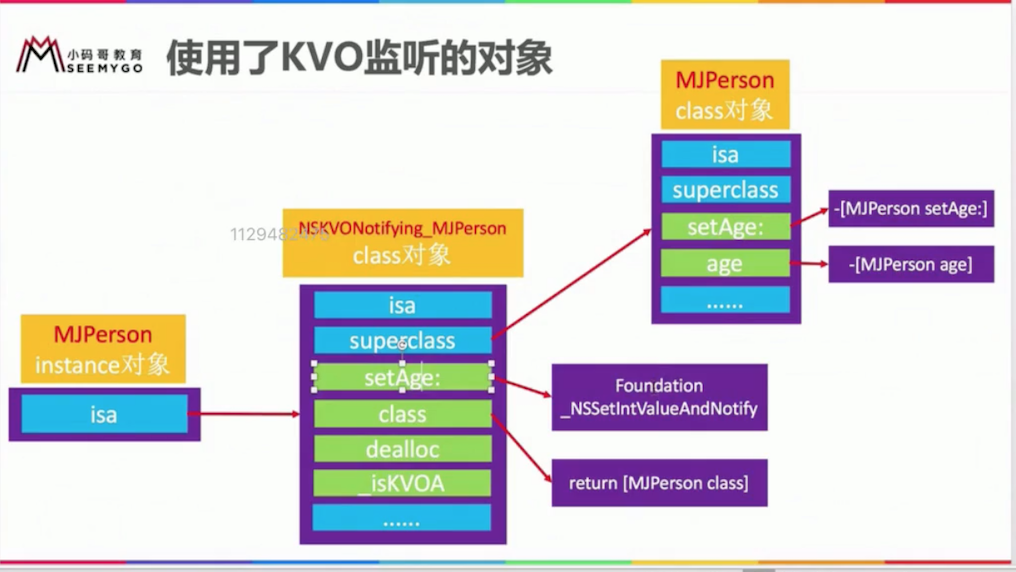 小码哥教育
SEEMYGO
使用了KVO监听的对象
MJPerson
class对象
isa
superclass
setAge:
age
......
-[MJPerson setAge:]
-[MJPerson age]
NSKVONotifying_MJPerson
class对象
isa
superclass
setAge:
class
dealloc
_isKVOA
......
MJPerson
instance对象
isa
Foundation
_NSSetIntValueAndNotify
return [MJPerson class]